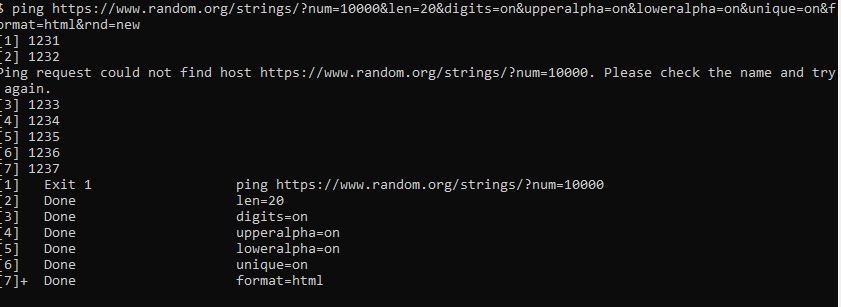 $ ping https://www.random.org/strings/?num=10000&len=20&digits=on&upperalpha=on&loweralpha=on&unique=on&f
ormat=html&rnd=new
[1] 1231
[2] 1232
Ping request could not find host https://www.random.org/strings/?num=10000. Please check the name and try
 again.
[3] 1233
[4] 1234
[5] 1235
[6] 1236
[7] 1237
[1]   Exit 1                  ping https://www.random.org/strings/?num=10000
[2]   Done                    len=20
[3]   Done                    digits=on
[4]   Done                    upperalpha=on
[5]   Done                    loweralpha=on
[6]   Done                    unique=on
[7]+  Done                    format=html